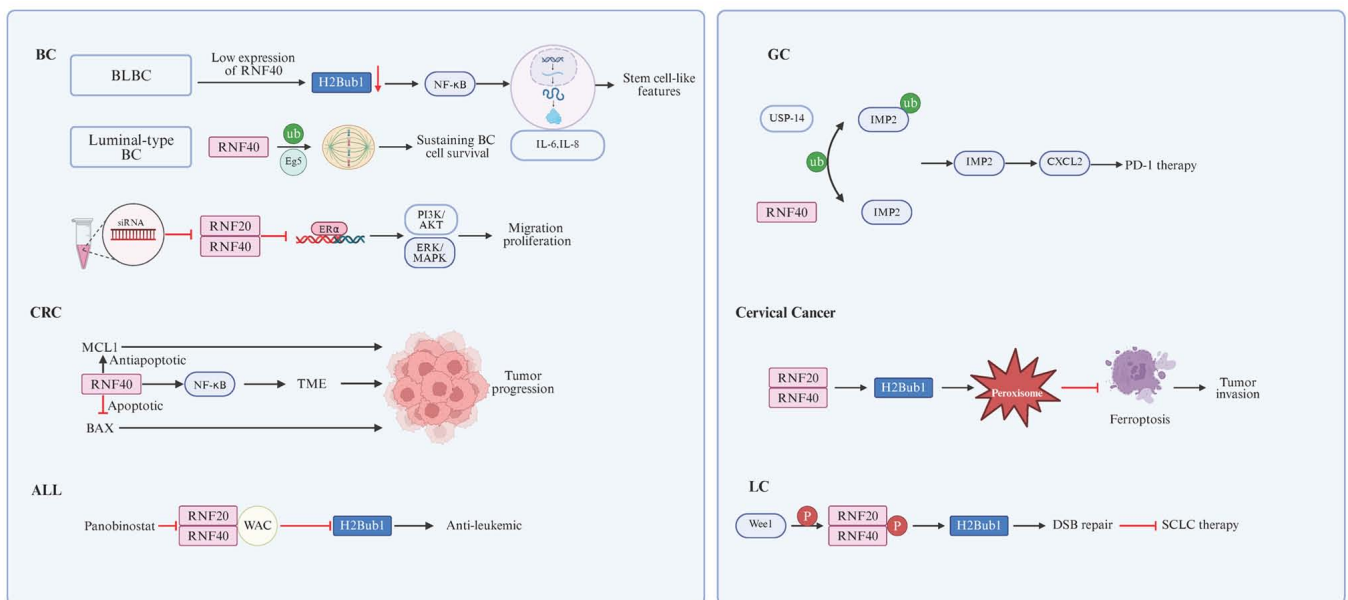 BC
BLBC
Low expression
of RNF40
H2Bub1
NF-κB
IL-6,IL-8
Stem cell-like
features
Luminal-type
BC
RNF40
ub
Eg5
Sustaining BC
cell survival
siRNA
RNF20
RNF40
ERα
PI3K/
AKT
ERK/
MAPK
Migration
proliferation
CRC
MCL1
Antiapoptotic
RNF40
NF-κB
TME
Apoptotic
BAX
Tumor
progression
ALL
Panobinostat
RNF20
RNF40
WAC
H2Bub1
Anti-leukemic
GC
USP-14
ub
IMP2
ub
RNF40
IMP2
IMP2
CXCL2
PD-1 therapy
Cervical Cancer
RNF20
RNF40
H2Bub1
Peroxisome
Ferroptosis
Tumor
invasion
LC
Wee1
P
RNF20
RNF40
P
H2Bub1
DSB repair
SCLC therapy